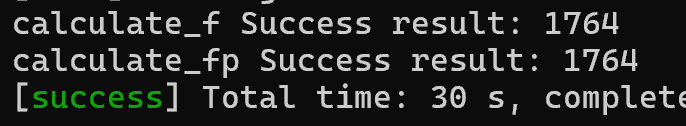 calculate_f Success result: 1764
calculate_fp Success result: 1764
[success] Total time: 30 s, complete